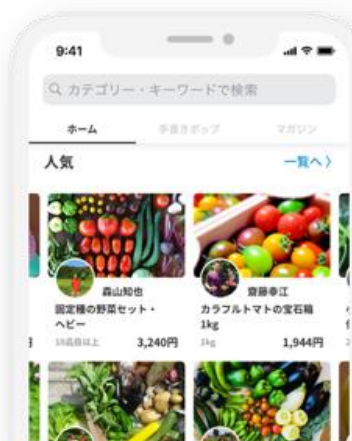 9:41
カテゴリー・キーワードで検索
ホーム 手書きポップ マガジン
人気 一覧へ〉
森山知也
固定種の野菜セット・
ヘビー
10品目以上 3,240円
齋藤幸江
カラフルトマトの宝石箱
1kg
1kg 1,944円